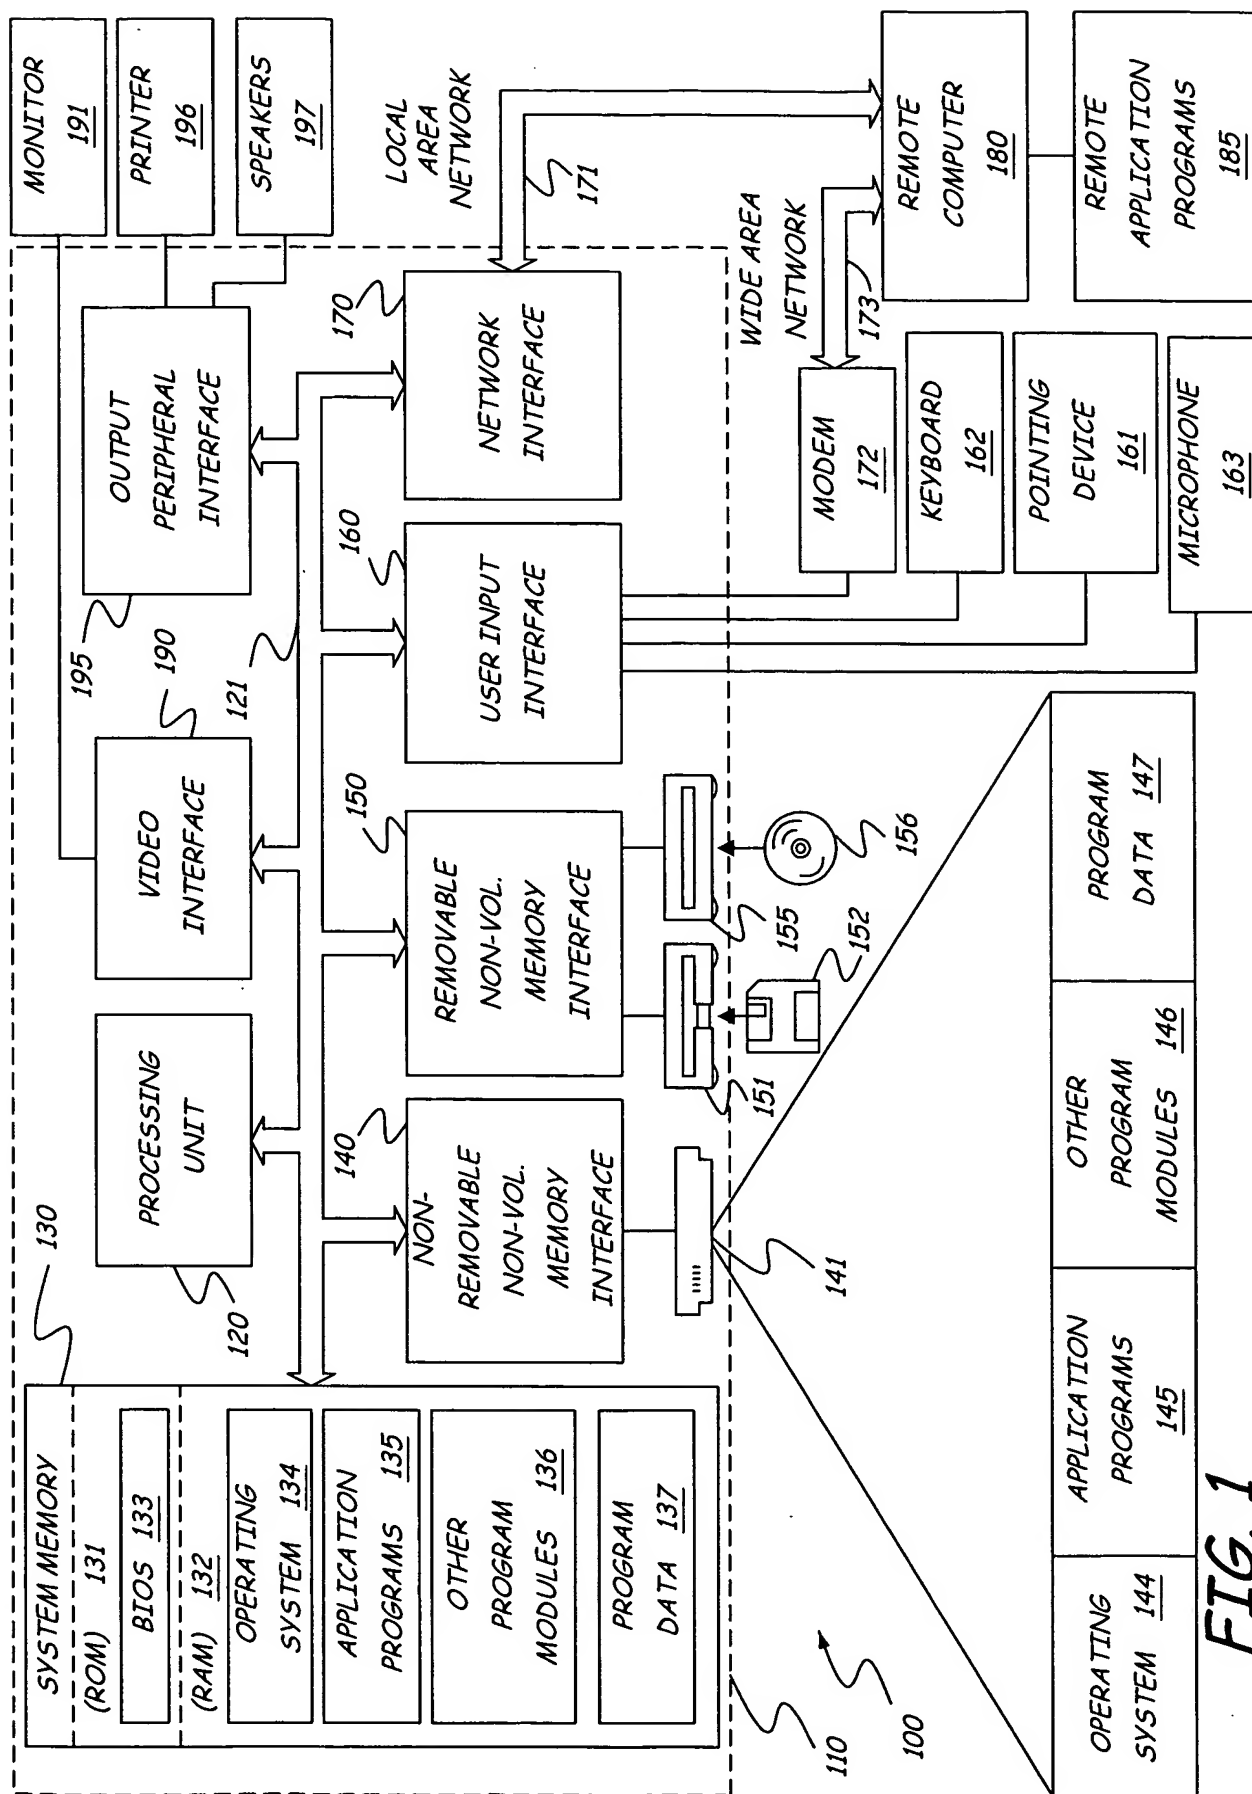 SYSTEM MEMORY
(ROM) 131
BIOS 133
(RAM) 132
OPERATING
SYSTEM 134
APPLICATION
PROGRAMS 135
OTHER
PROGRAM
MODULES 136
PROGRAM
DATA 137
130
PROCESSING
UNIT
120
VIDEO
INTERFACE
190
121
OUTPUT
PERIPHERAL
INTERFACE
195
MONITOR
191
PRINTER
196
SPEAKERS
197
NON-
REMOVABLE
NON-VOL.
MEMORY
INTERFACE
140
REMOVABLE
NON-VOL.
MEMORY
INTERFACE
150
USER INPUT
INTERFACE
160
NETWORK
INTERFACE
170
LOCAL
AREA
NETWORK
171
141
151
152
155
156
WIDE AREA
NETWORK
173
MODEM
172
KEYBOARD
162
POINTING
DEVICE
161
MICROPHONE
163
REMOTE
COMPUTER
180
REMOTE
APPLICATION
PROGRAMS
185
110
100
OPERATING
SYSTEM 144
APPLICATION
PROGRAMS
145
OTHER
PROGRAM
MODULES 146
PROGRAM
DATA 147
FIG. 1